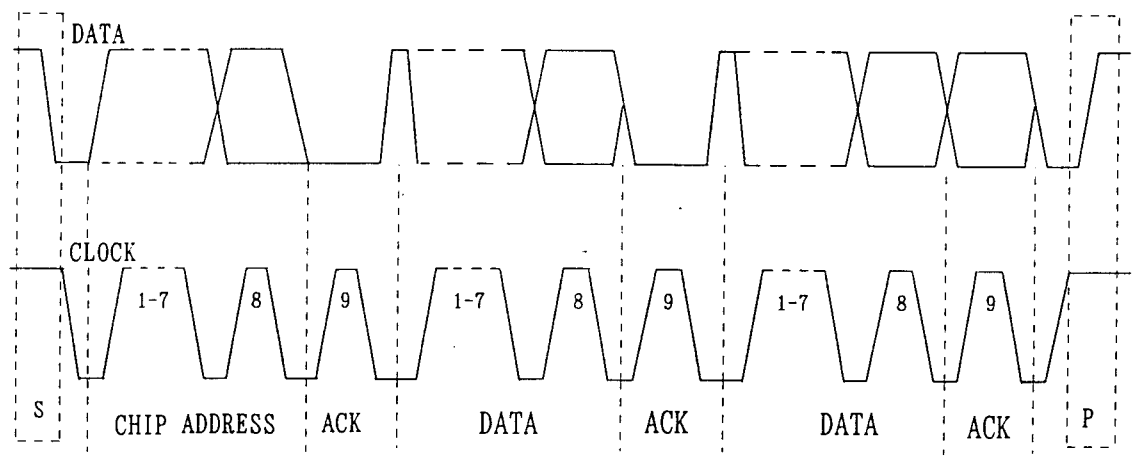 DATA
CLOCK
1-7 8 9 1-7 8 9 1-7 8 9
S CHIP ADDRESS ACK DATA ACK DATA ACK P